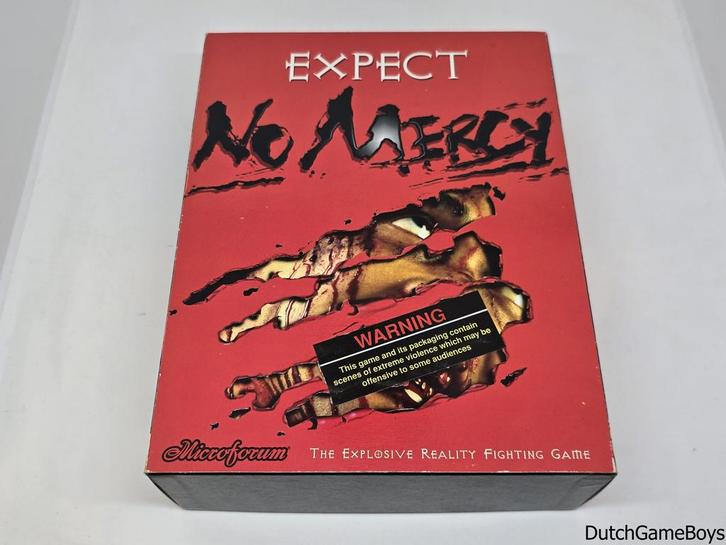 EXPECT
NO MERCY
WARNING
This game and its packaging contain
scenes of extreme violence which may be
offensive to some audiences
Microforum
THE EXPLOSIVE REALITY FIGHTING GAME
DutchGameBoys